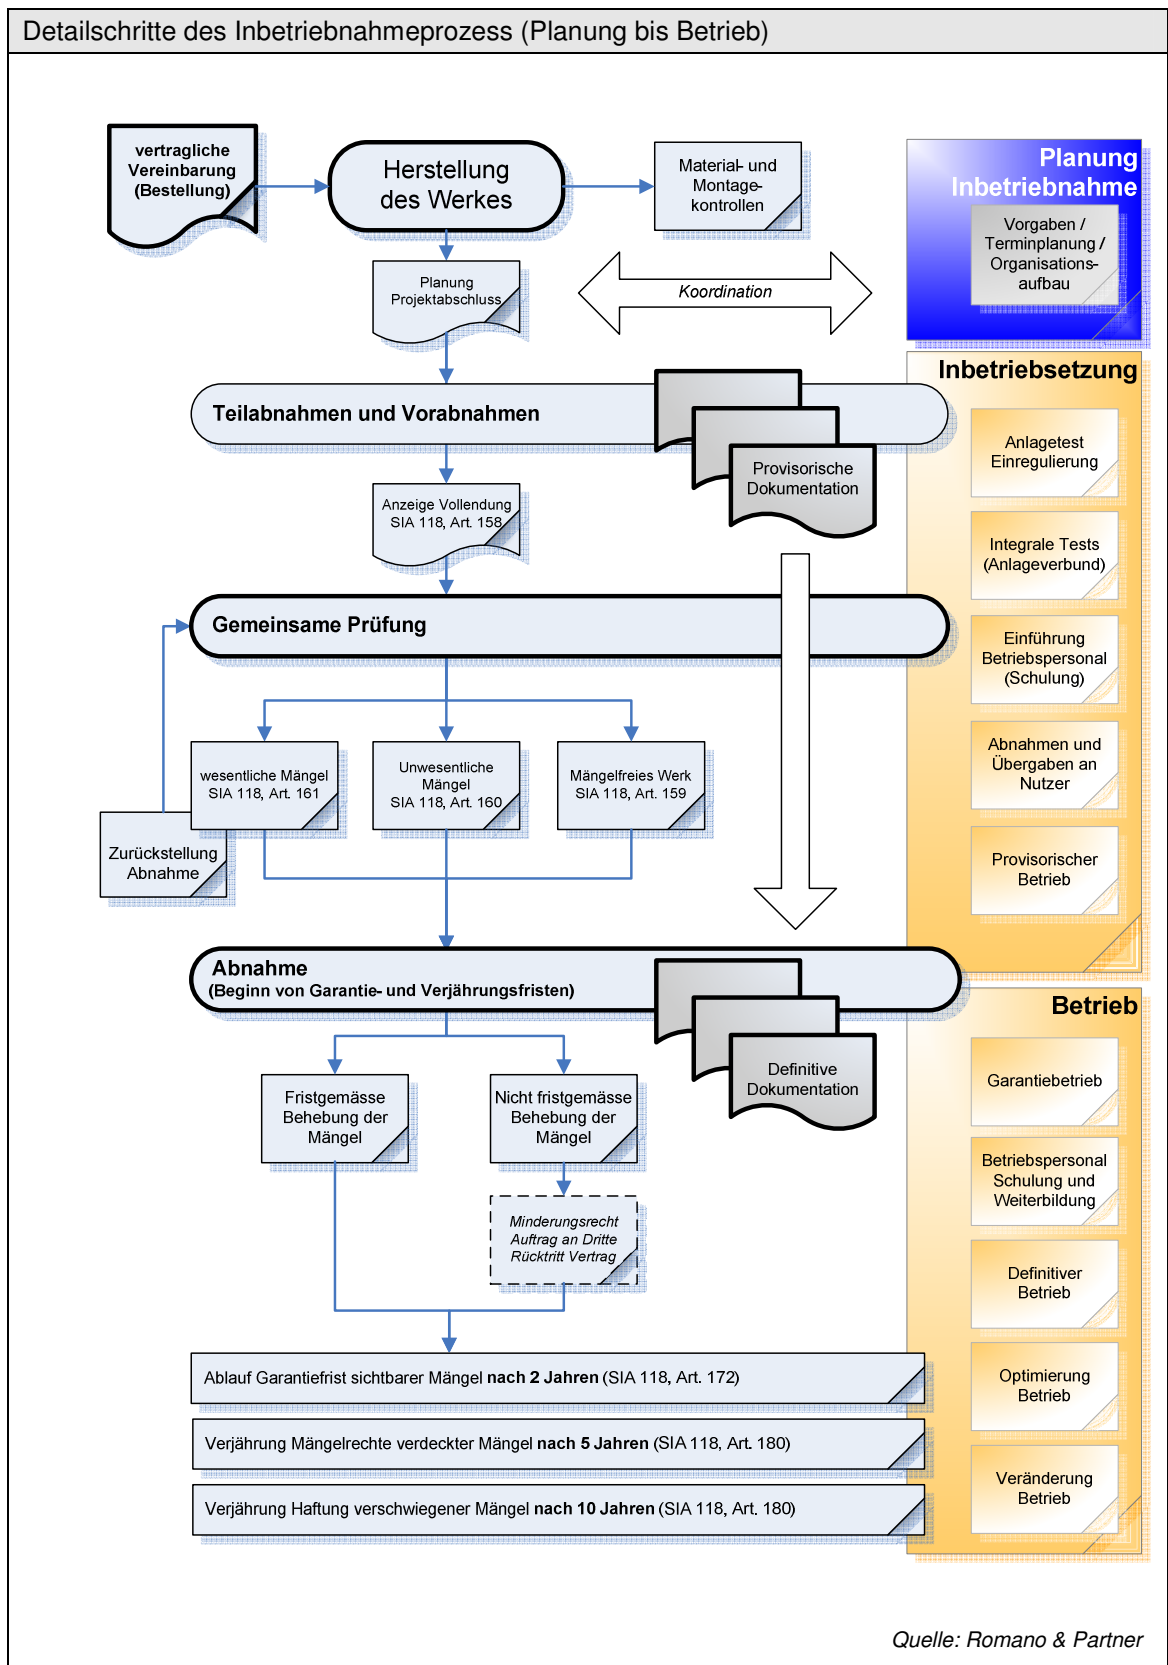 Detailschritte des Inbetriebnahmeprozess (Planung bis Betrieb)
vertragliche
Vereinbarung
(Bestellung)
Herstellung
des Werkes
Material- und
Montage-
kontrollen
Planung
Inbetriebnahme
Vorgaben /
Terminplanung /
Organisations-
aufbau
Planung
Projektabschluss
Koordination
Inbetriebsetzung
Teilabnahmen und Vorabnahmen
Provisorische
Dokumentation
Anlagetest
Einregulierung
Anzeige Vollendung
SIA 118, Art. 158
Integrale Tests
(Anlageverbund)
Gemeinsame Prüfung
Einführung
Betriebspersonal
(Schulung)
wesentliche Mängel
SIA 118, Art. 161
Unwesentliche
Mängel
SIA 118, Art. 160
Mängelfreies Werk
SIA 118, Art. 159
Abnahmen und
Übergaben an
Nutzer
Zurückstellung
Abnahme
Provisorischer
Betrieb
Abnahme
(Beginn von Garantie- und Verjährungsfristen)
Definitive
Dokumentation
Betrieb
Garantiebetrieb
Fristgemässe
Behebung der
Mängel
Nicht fristgemässe
Behebung der
Mängel
Betriebspersonal
Schulung und
Weiterbildung
Minderungsrecht
Auftrag an Dritte
Rücktritt Vertrag
Definitiver
Betrieb
Ablauf Garantiefrist sichtbarer Mängel nach 2 Jahren (SIA 118, Art. 172)
Optimierung
Betrieb
Verjährung Mängelrechte verdeckter Mängel nach 5 Jahren (SIA 118, Art. 180)
Verjährung Haftung verschwiegener Mängel nach 10 Jahren (SIA 118, Art. 180)
Veränderung
Betrieb
Quelle: Romano & Partner